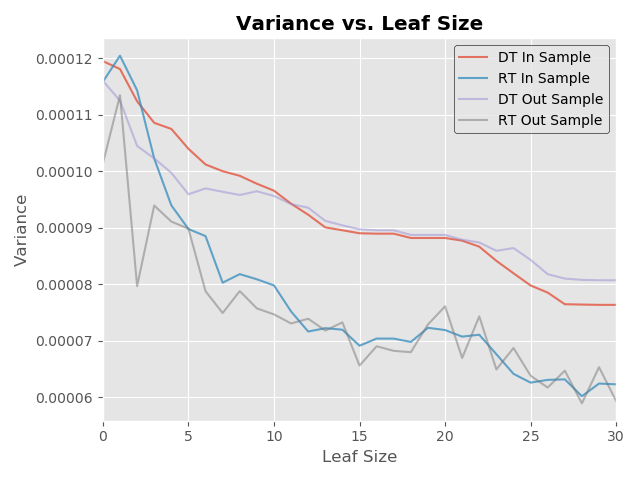 Variance vs. Leaf Size
DT In Sample
RT In Sample
DT Out Sample
RT Out Sample
0.00012
0.00011
0.00010
0.00009
0.00008
0.00007
0.00006
Variance
0 5 10 15 20 25 30
Leaf Size